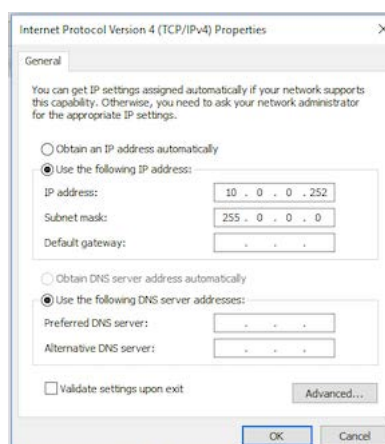 Internet Protocol Version 4 (TCP/IPv4) Properties
General
You can get IP settings assigned automatically if your network supports
this capability. Otherwise, you need to ask your network administrator
for the appropriate IP settings.
Obtain an IP address automatically
Use the following IP address:
IP address: 10 . 0 . 0 . 252
Subnet mask: 255 . 0 . 0 . 0
Default gateway: . . .
Obtain DNS server address automatically
Use the following DNS server addresses:
Preferred DNS server: . . .
Alternative DNS server: . . .
Validate settings upon exit
Advanced...
OK Cancel